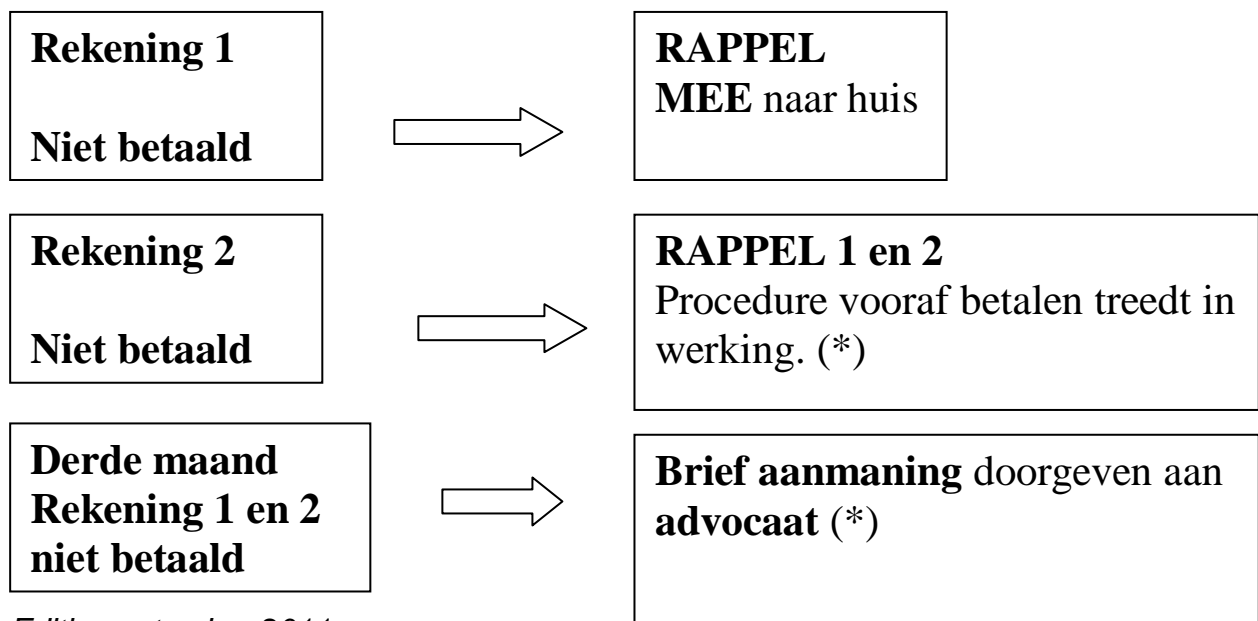 Rekening 1
Niet betaald
RAPPEL
MEE naar huis
Rekening 2
Niet betaald
RAPPEL 1 en 2
Procedure vooraf betalen treedt in
werking. (*)
Derde maand
Rekening 1 en 2
niet betaald
Brief aanmaning doorgeven aan
advocaat (*)